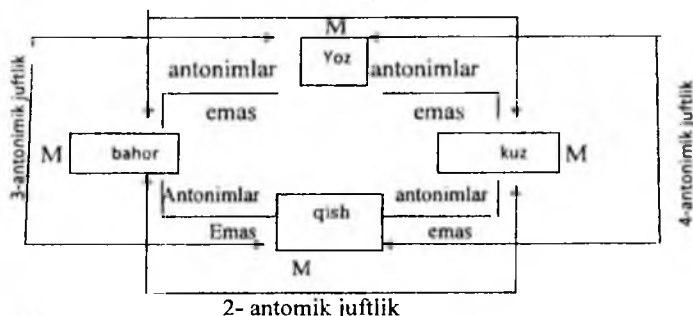 M
Yoz
antonimlar antonimlar
emas emas
3-antonimik juftlik
M bahor kuz M
4-antonimik juftlik
Antonimlar antonimlar
qish
Emas emas
M
2- antomik juftlik